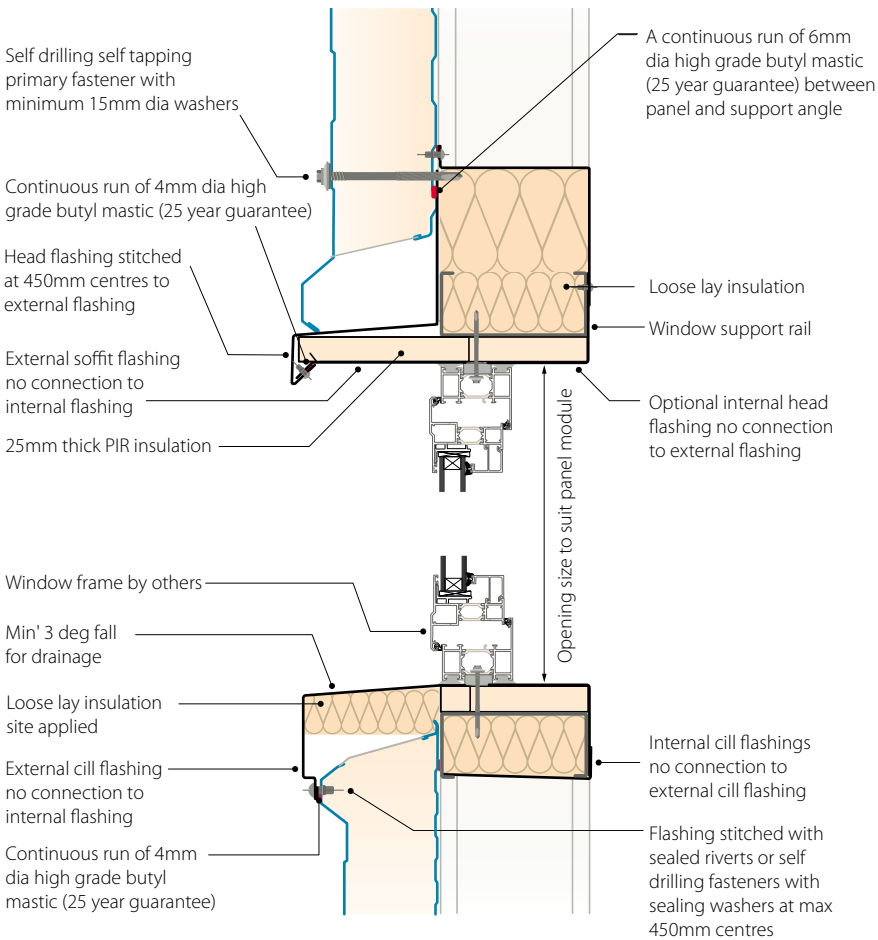 Self drilling self tapping
primary fastener with
minimum 15mm dia washers
Continuous run of 4mm dia high
grade butyl mastic (25 year guarantee)
Head flashing stitched
at 450mm centres to
external flashing
External soffit flashing
no connection to
internal flashing
25mm thick PIR insulation
A continuous run of 6mm
dia high grade butyl mastic
(25 year guarantee) between
panel and support angle
Loose lay insulation
Window support rail
Optional internal head
flashing no connection
to external flashing
Opening size to suit panel module
Window frame by others
Min' 3 deg fall
for drainage
Loose lay insulation
site applied
External cill flashing
no connection to
internal flashing
Continuous run of 4mm
dia high grade butyl
mastic (25 year guarantee)
Internal cill flashings
no connection to
external cill flashing
Flashing stitched with
sealed riverts or self
drilling fasteners with
sealing washers at max
450mm centres